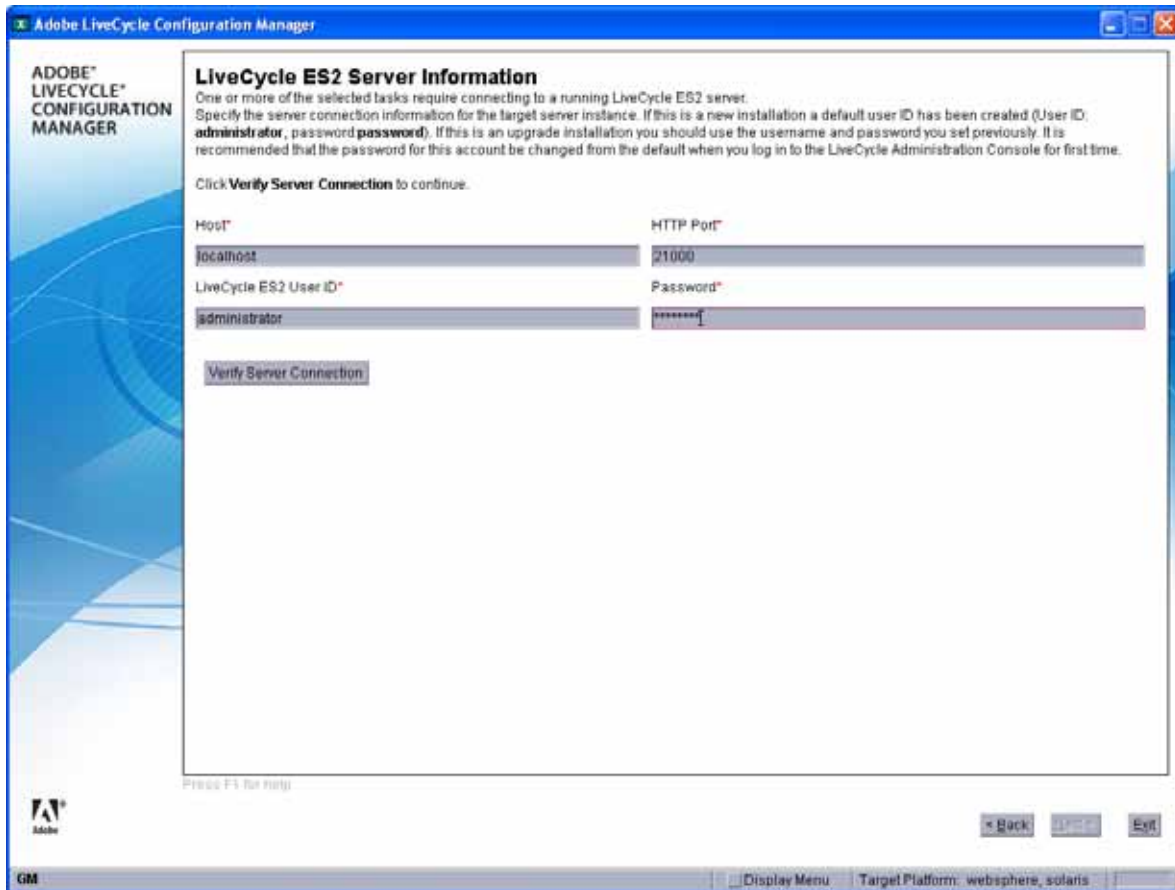 Adobe LiveCycle Configuration Manager
ADOBE®
LIVECYCLE®
CONFIGURATION
MANAGER
LiveCycle ES2 Server Information
One or more of the selected tasks require connecting to a running LiveCycle ES2 server.
Specify the server connection information for the target server instance. If this is a new installation a default user ID has been created (User ID:
administrator, password password). If this is an upgrade installation you should use the username and password you set previously. It is
recommended that the password for this account be changed from the default when you log in to the LiveCycle Administration Console for first time.
Click Verify Server Connection to continue.
Host* HTTP Port*
localhost 21000
LiveCycle ES2 User ID* Password*
administrator ********
Verify Server Connection
Press F1 for help
Adobe
< Back Exit
GM Display Menu Target Platform: websphere, solaris